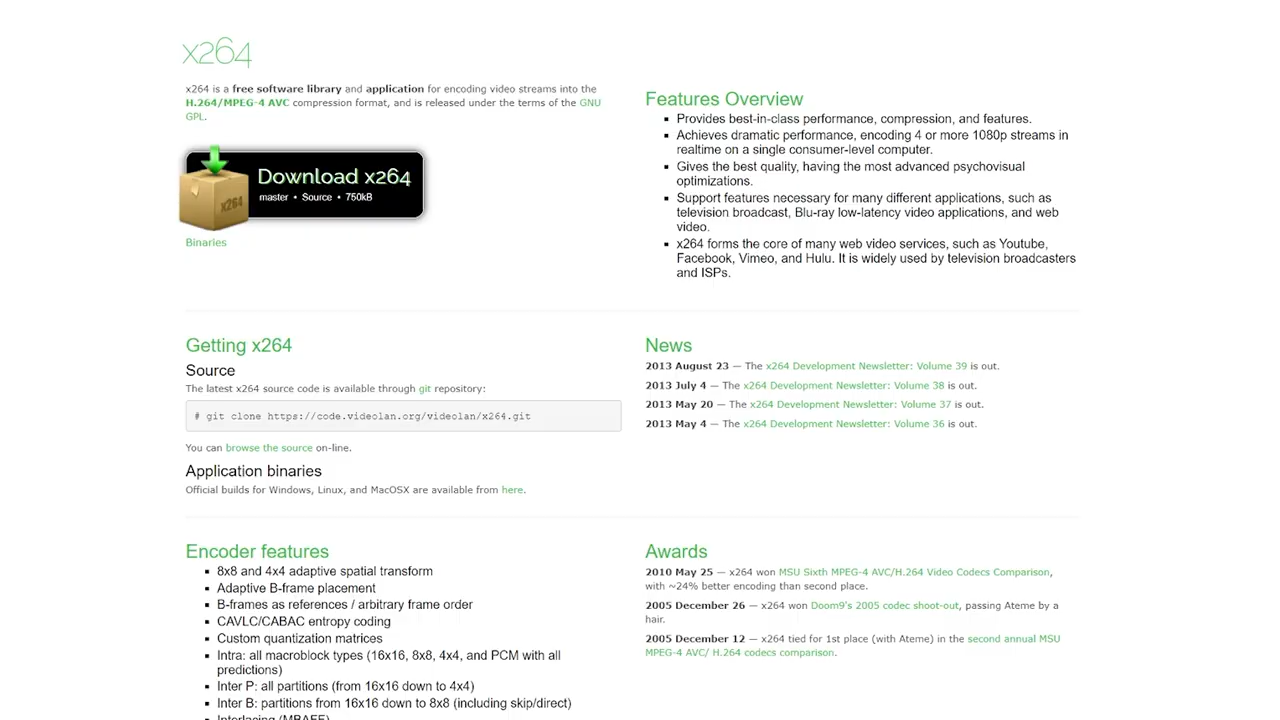 x264
x264 is a free software library and application for encoding video streams into the
H.264/MPEG-4 AVC compression format, and is released under the terms of the GNU
GPL.
Download x264
master • Source • 750kB
x264
Binaries
Features Overview
Provides best-in-class performance, compression, and features.
Achieves dramatic performance, encoding 4 or more 1080p streams in
realtime on a single consumer-level computer.
Gives the best quality, having the most advanced psychovisual
optimizations.
Support features necessary for many different applications, such as
television broadcast, Blu-ray low-latency video applications, and web
video.
x264 forms the core of many web video services, such as Youtube,
Facebook, Vimeo, and Hulu. It is widely used by television broadcasters
and ISPs.
Getting x264
Source
The latest x264 source code is available through git repository:
# git clone https://code.videolan.org/videolan/x264.git
You can browse the source on-line.
Application binaries
Official builds for Windows, Linux, and MacOSX are available from here.
News
2013 August 23 — The x264 Development Newsletter: Volume 39 is out.
2013 July 4 — The x264 Development Newsletter: Volume 38 is out.
2013 May 20 — The x264 Development Newsletter: Volume 37 is out.
2013 May 4 — The x264 Development Newsletter: Volume 36 is out.
Encoder features
8x8 and 4x4 adaptive spatial transform
Adaptive B-frame placement
B-frames as references / arbitrary frame order
CAVLC/CABAC entropy coding
Custom quantization matrices
Intra: all macroblock types (16x16, 8x8, 4x4, and PCM with all
predictions)
Inter P: all partitions (from 16x16 down to 4x4)
Inter B: partitions from 16x16 down to 8x8 (including skip/direct)
Interlacing (MBAFF)
Awards
2010 May 25 — x264 won MSU Sixth MPEG-4 AVC/H.264 Video Codecs Comparison,
with ~24% better encoding than second place.
2005 December 26 — x264 won Doom9's 2005 codec shoot-out, passing Ateme by a
hair.
2005 December 12 — x264 tied for 1st place (with Ateme) in the second annual MSU
MPEG-4 AVC/ H.264 codecs comparison.